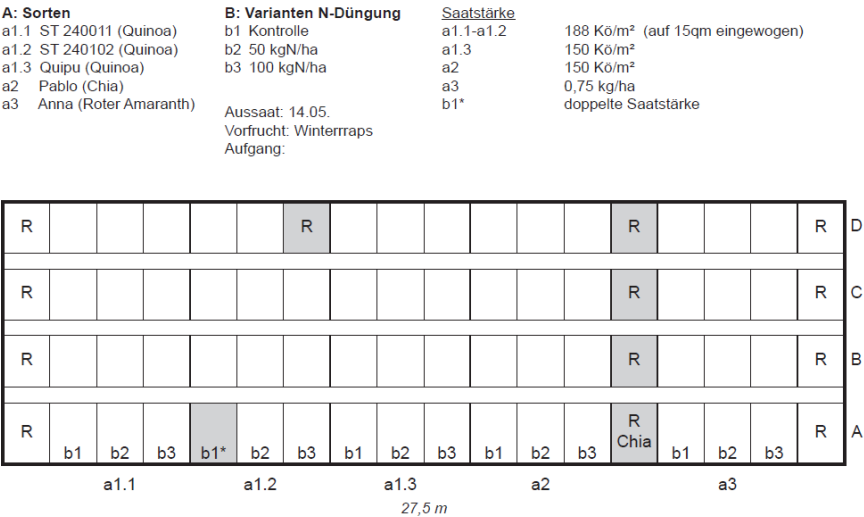 A: Sorten
a1.1 ST 240011 (Quinoa)
a1.2 ST 240102 (Quinoa)
a1.3 Quipu (Quinoa)
a2 Pablo (Chia)
a3 Anna (Roter Amaranth)
B: Varianten N-Düngung
b1 Kontrolle
b2 50 kgN/ha
b3 100 kgN/ha
Aussaat: 14.05.
Vorfrucht: Winterrraps
Aufgang:
Saatstärke
a1.1-a1.2 188 Kö/m² (auf 15qm eingewogen)
a1.3 150 Kö/m²
a2 150 Kö/m²
a3 0,75 kg/ha
b1* doppelte Saatstärke
R R R R D
R R R C
R R R B
R b1 b2 b3 b1* b2 b3 b1 b2 b3 b1 b2 b3 R Chia b1 b2 b3 R A
a1.1 a1.2 a1.3 a2 a3
27,5 m